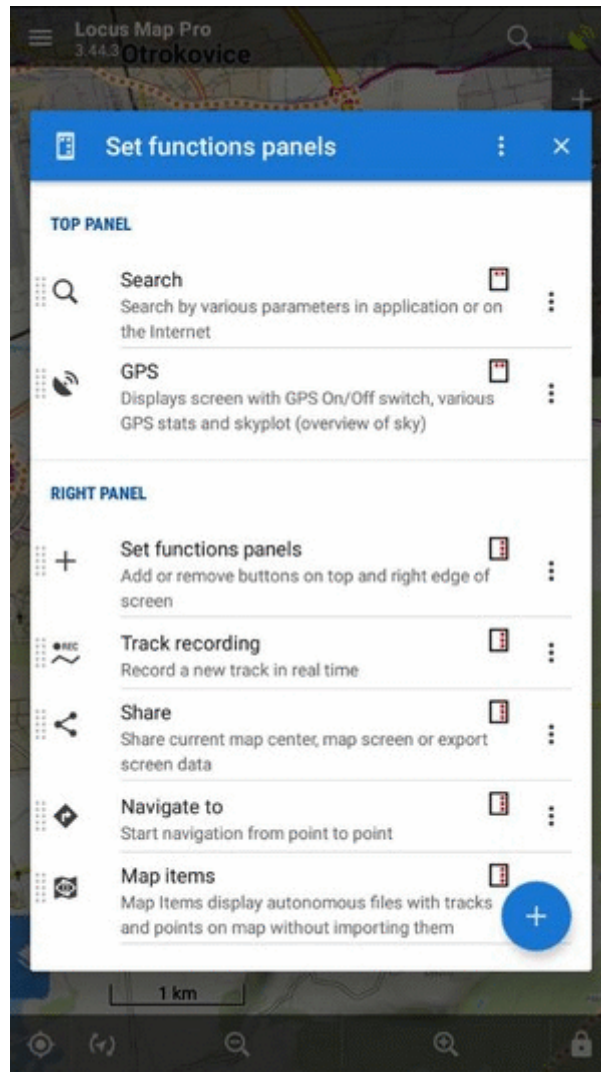 Locus Map Pro
3.44.3
Otrokovice
Set functions panels
TOP PANEL
Search
Search by various parameters in application or on
the Internet
GPS
Displays screen with GPS On/Off switch, various
GPS stats and skyplot (overview of sky)
RIGHT PANEL
Set functions panels
Add or remove buttons on top and right edge of
screen
REC
Track recording
Record a new track in real time
Share
Share current map center, map screen or export
screen data
Navigate to
Start navigation from point to point
Map items
Map Items display autonomous files with tracks
and points on map without importing them
1 km